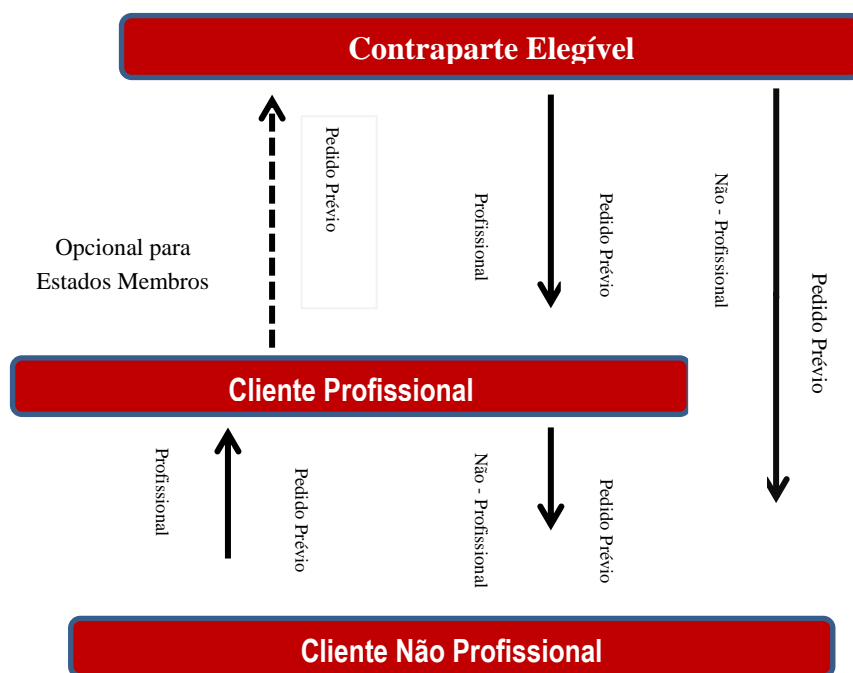 Contraparte Elegível
Pedido Prévio
Profissional
Pedido Prévio
Não - Profissional
Pedido Prévio
Opcional para
Estados Membros
Cliente Profissional
Profissional
Pedido Prévio
Não - Profissional
Pedido Prévio
Cliente Não Profissional